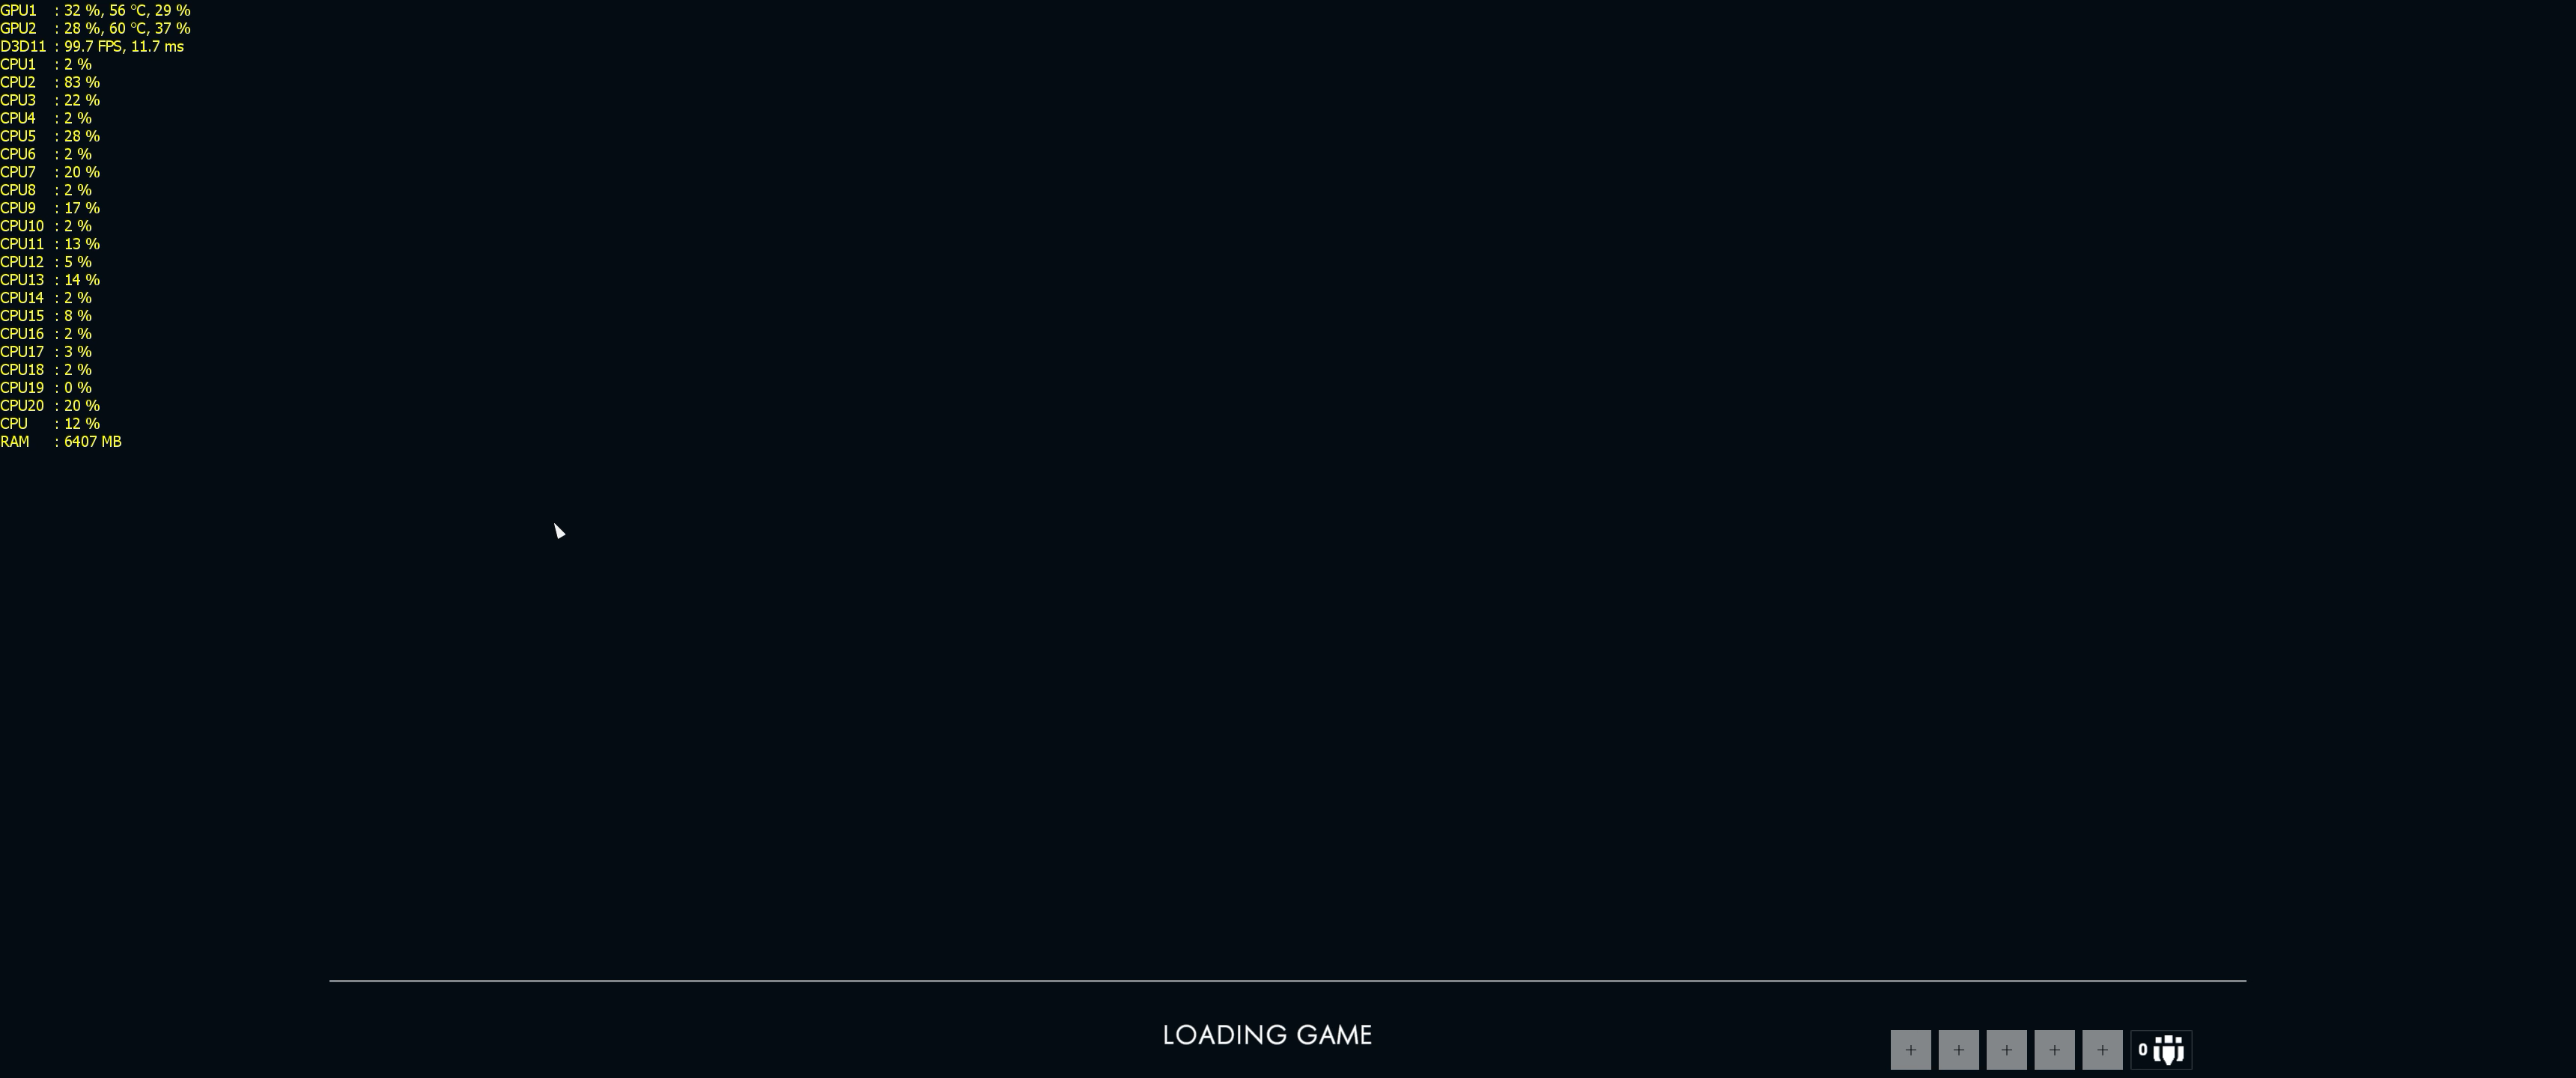 GPU1 : 32 %, 56 °C, 29 %
GPU2 : 28 %, 60 °C, 37 %
D3D11 : 99.7 FPS, 11.7 ms
CPU1 : 2 %
CPU2 : 83 %
CPU3 : 22 %
CPU4 : 2 %
CPU5 : 28 %
CPU6 : 2 %
CPU7 : 20 %
CPU8 : 2 %
CPU9 : 17 %
CPU10 : 2 %
CPU11 : 13 %
CPU12 : 5 %
CPU13 : 14 %
CPU14 : 2 %
CPU15 : 8 %
CPU16 : 2 %
CPU17 : 3 %
CPU18 : 2 %
CPU19 : 0 %
CPU20 : 20 %
CPU : 12 %
RAM : 6407 MB
LOADING GAME
+ + + + + 0